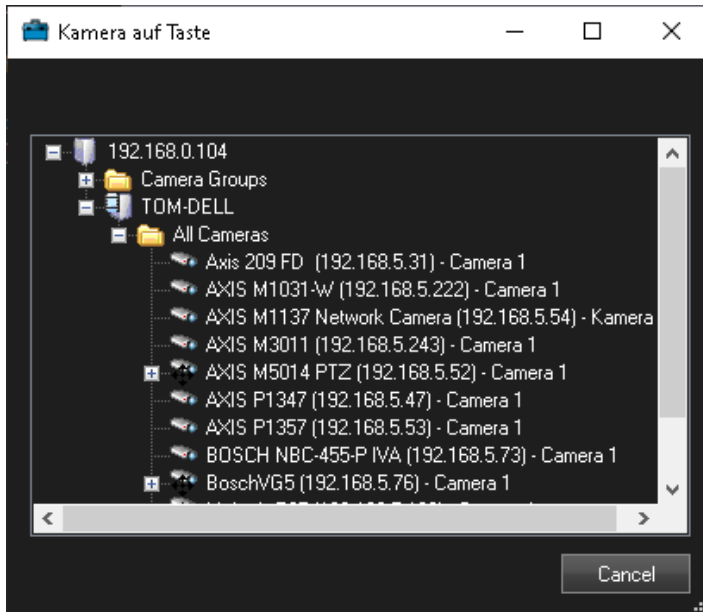 Kamera auf Taste
192.168.0.104
Camera Groups
TOM-DELL
All Cameras
Axis 209 FD (192.168.5.31) - Camera 1
AXIS M1031-W (192.168.5.222) - Camera 1
AXIS M1137 Network Camera (192.168.5.54) - Kamera
AXIS M3011 (192.168.5.243) - Camera 1
AXIS M5014 PTZ (192.168.5.52) - Camera 1
AXIS P1347 (192.168.5.47) - Camera 1
AXIS P1357 (192.168.5.53) - Camera 1
BOSCH NBC-455-P IVA (192.168.5.73) - Camera 1
BoschVG5 (192.168.5.76) - Camera 1
Cancel